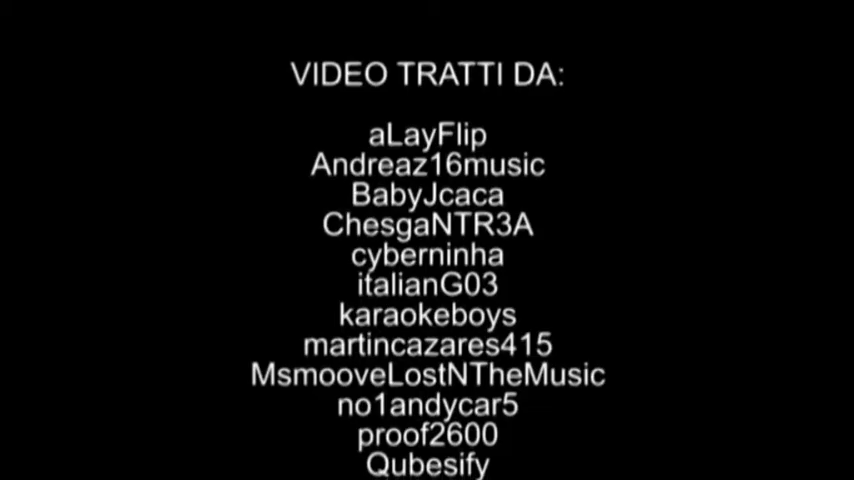 VIDEO TRATTI DA:
aLayFlip
Andreaz16music
BabyJcaca
ChesgaNTR3A
cyberninha
italianG03
karaokeboys
martincazares415
MsmooveLostNTheMusic
no1andycar5
proof2600
Qubesify